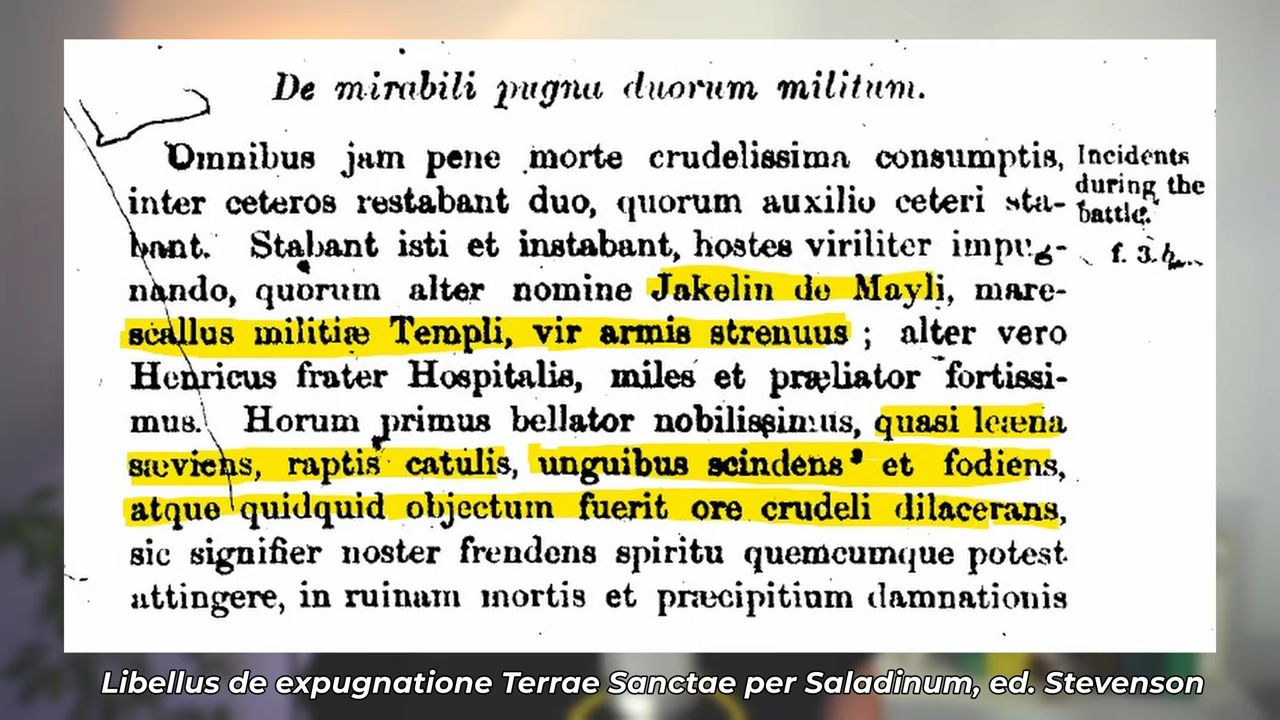 De mirabili pugna duorum militum.
Omnibus jam pene morte crudelissima consumptis,
inter ceteros restabant duo, quorum auxilio ceteri sta-
bant. Stabant isti et instabant, hostes viriliter impug-
nando, quorum alter nomine Jakelin de Mayli, mare-
scallus militiæ Templi, vir armis strenuus ; alter vero
Henricus frater Hospitalis, miles et præliator fortissi-
mus. Horum primus bellator nobilissimus, quasi leæna
sæviens, raptis catulis, unguibus scindens et fodiens,
atque quidquid objectum fuerit ore crudeli dilacerans,
sic signifier noster frendens spiritu quemcumque potest
attingere, in ruinam mortis et præcipitium damnationis
Incidents
during the
battle.
f. 3. b.
Libellus de expugnatione Terrae Sanctae per Saladinum, ed. Stevenson